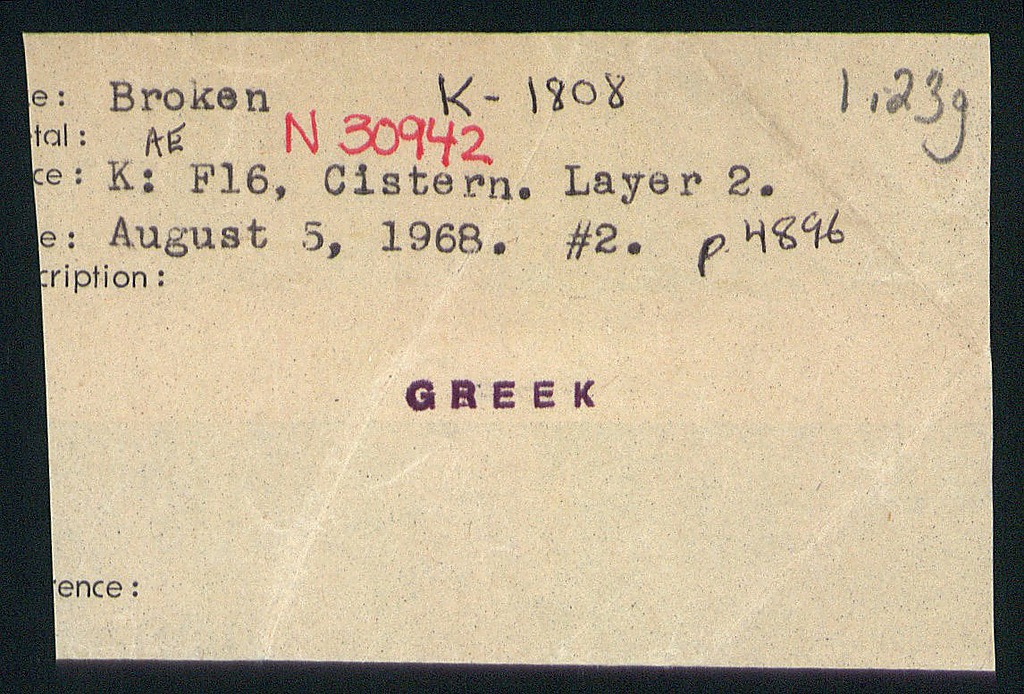 e: Broken K-1808 1.23g
tal: AE N 30942
ce: K: F16, Cistern. Layer 2.
e: August 5, 1968. #2. p. 4896
cription:
GREEK
ence: